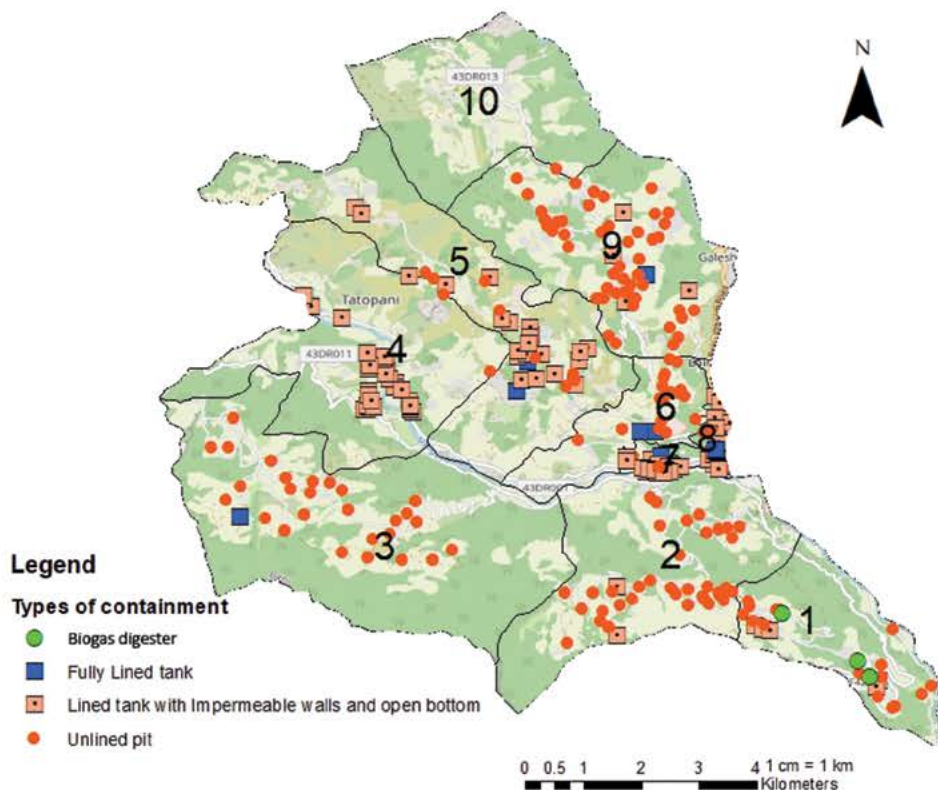 N
43DR013
10
9
5
Galesh
Tatopani
43DR011
4
6
8
7
43DR001
3
2
1
Legend
Types of containment
Biogas digester
Fully Lined tank
Lined tank with Impermeable walls and open bottom
Unlined pit
0 0.5 1 2 3 4 1 cm = 1 km
Kilometers